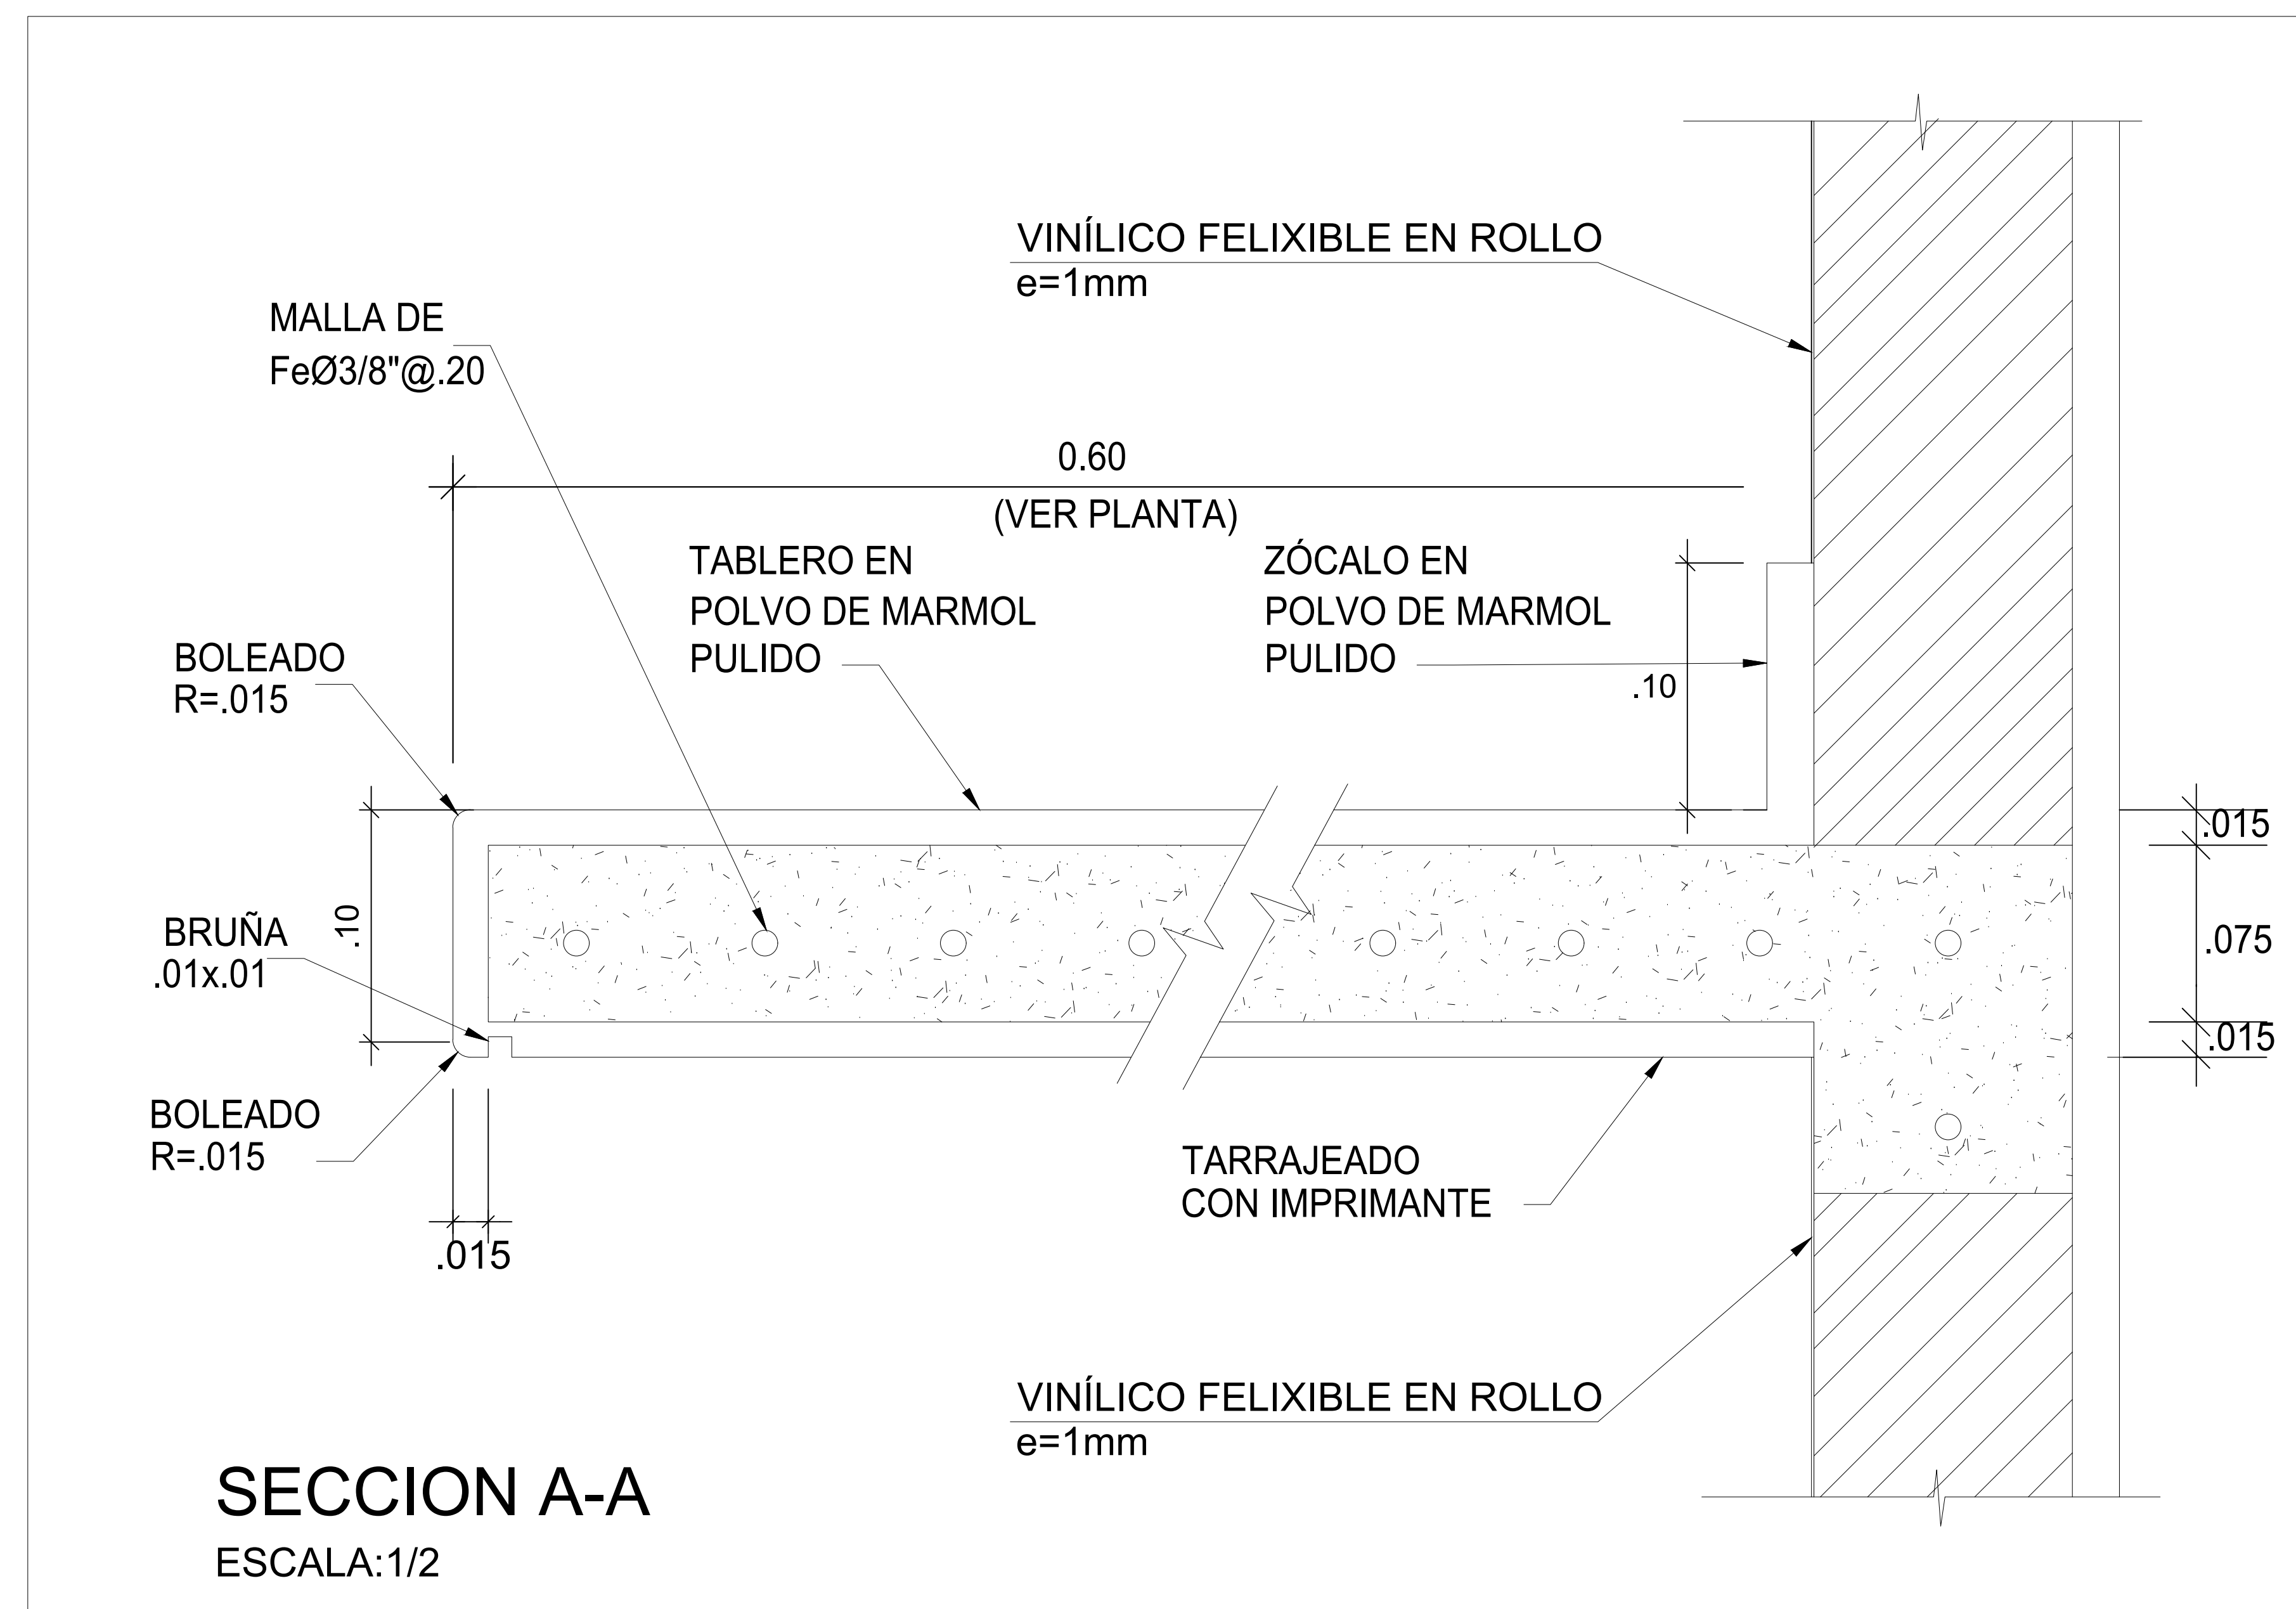 VINÍLICO FELIXIBLE EN ROLLO
e=1mm
MALLA DE
FeØ3/8"@.20
0.60
(VER PLANTA)
TABLERO EN
POLVO DE MARMOL
PULIDO
ZÓCALO EN
POLVO DE MARMOL
PULIDO
.10
BOLEADO
R=.015
.015
.10
BRUÑA
.01x.01
.075
.015
BOLEADO
R=.015
TARRAJEADO
CON IMPRIMANTE
.015
VINÍLICO FELIXIBLE EN ROLLO
e=1mm
SECCION A-A
ESCALA:1/2